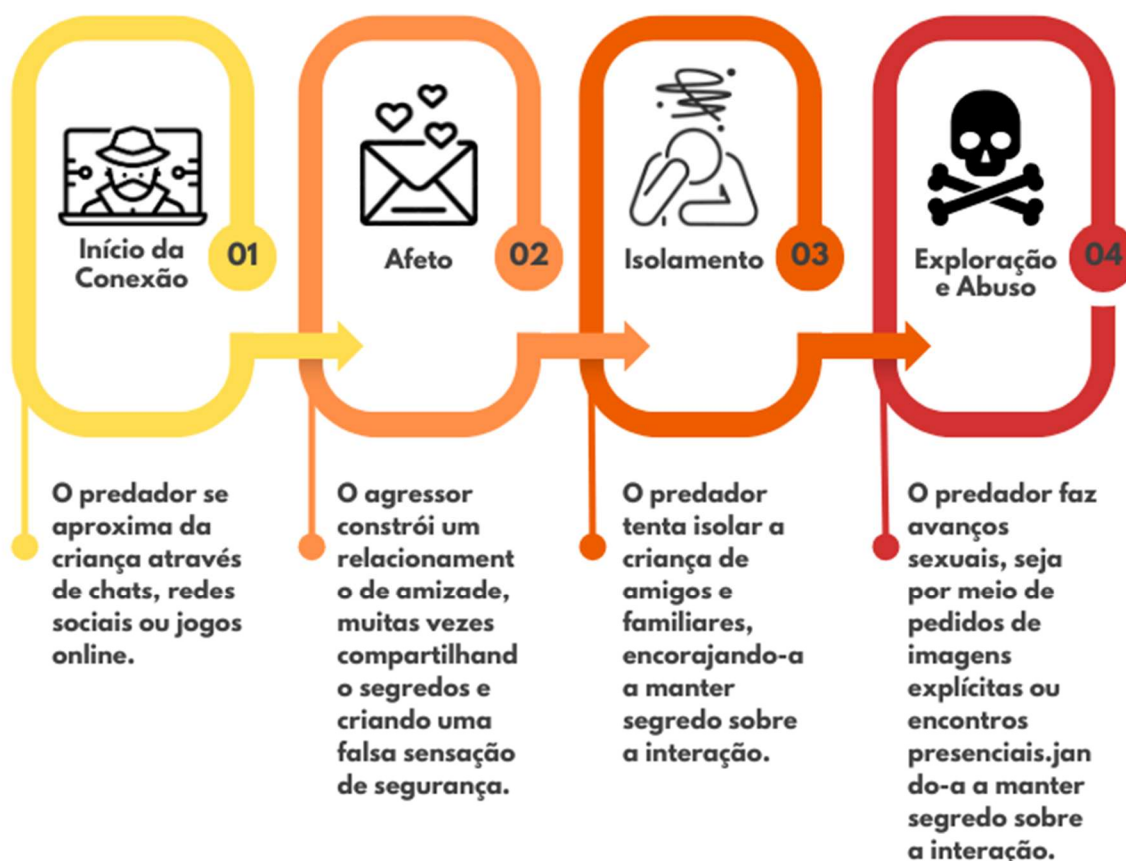 Início da
Conexão
01
Afeto
02
Isolamento
03
Exploração
e Abuso
04
O predador se
aproxima da
criança através
de chats, redes
sociais ou jogos
online.
O agressor
constrói um
relacionament
o de amizade,
muitas vezes
compartilhand
o segredos e
criando uma
falsa sensação
de segurança.
O predador
tenta isolar a
criança de
amigos e
familiares,
encorajando-a
a manter
segredo sobre
a interação.
O predador faz
avanços
sexuais, seja
por meio de
pedidos de
imagens
explícitas ou
encontros
presenciais.jan
do-a a manter
segredo sobre
a interação.